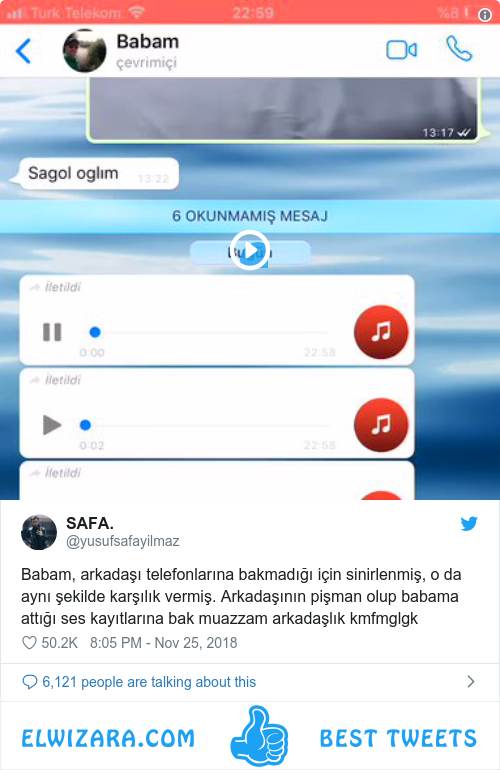 Turk Telekom 22:59 %8
Babam
çevrimiçi
13:17
Sagol oglım 13:22
6 OKUNMAMIŞ MESAJ
Bugün
İletildi
0:00 22:58
İletildi
0:02 22:58
İletildi
SAFA.
@yusufsafayilmaz
Babam, arkadaşı telefonlarına bakmadığı için sinirlenmiş, o da
aynı şekilde karşılık vermiş. Arkadaşının pişman olup babama
attığı ses kayıtlarına bak muazzam arkadaşlık kmfmglgk
50.2K 8:05 PM - Nov 25, 2018
6,121 people are talking about this
ELWIZARA.COM BEST TWEETS